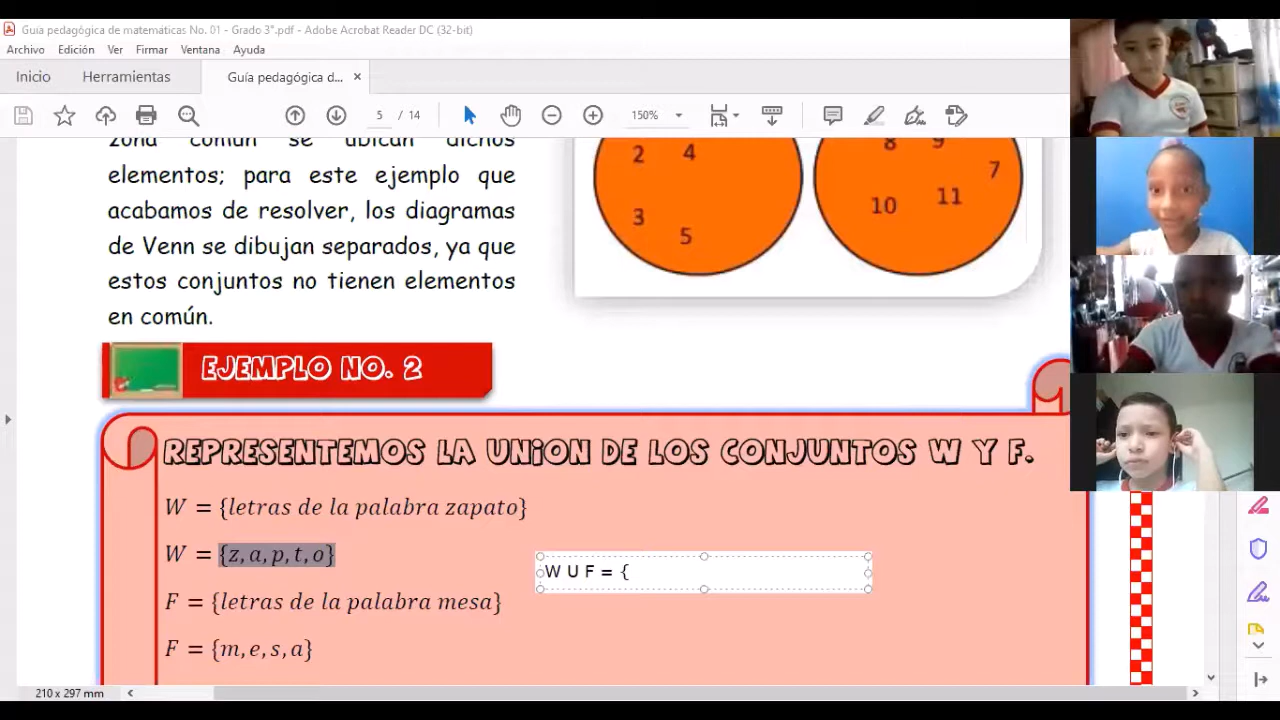 Guía pedagógica de matemáticas No. 01 - Grado 3°.pdf - Adobe Acrobat Reader DC (32-bit)
Archivo Edición Ver Firmar Ventana Ayuda
Inicio Herramientas Guía pedagógica d... ×
5 / 14 150%
zona común se ubican dichos
elementos; para este ejemplo que
acabamos de resolver, los diagramas
de Venn se dibujan separados, ya que
estos conjuntos no tienen elementos
en común.
2 4
3
5
8 9
7
10 11
EJEMPLO NO. 2
REPRESENTEMOS LA UNIÓN DE LOS CONJUNTOS W Y F.
W = {letras de la palabra zapato}
W = {z, a, p, t, o}
W U F = {
F = {letras de la palabra mesa}
F = {m, e, s, a}
210 x 297 mm